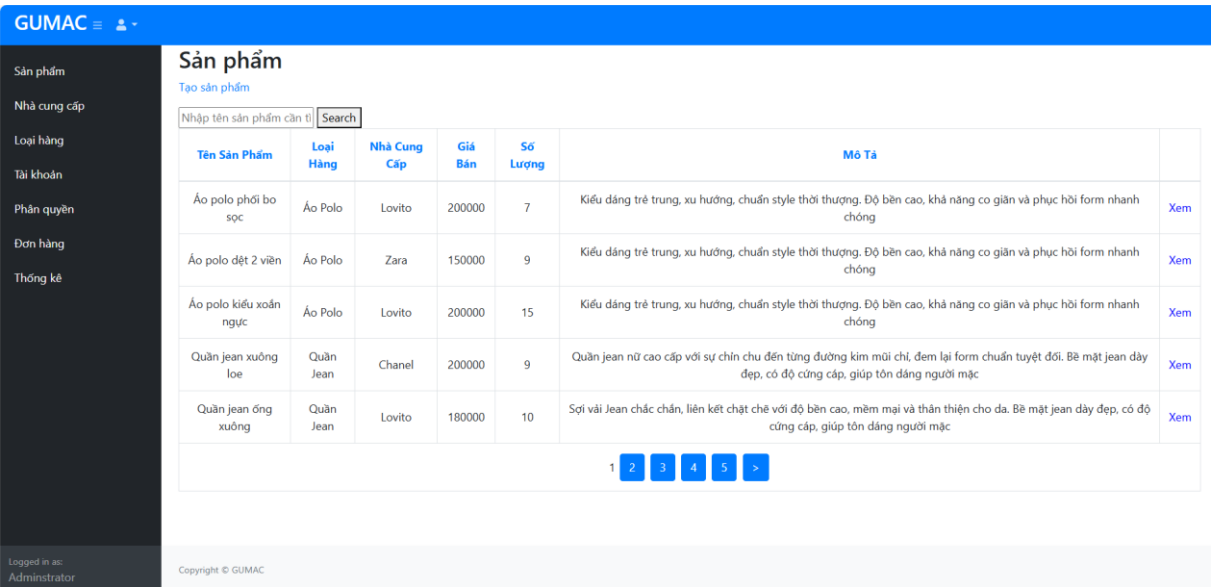 GUMAC
Sản phẩm
Nhà cung cấp
Loại hàng
Tài khoản
Phân quyền
Đơn hàng
Thống kê
Logged in as:
Adminstrator
Sản phẩm
Tạo sản phẩm
Nhập tên sản phẩm cần tì Search
Tên Sản Phẩm Loại Hàng Nhà Cung Cấp Giá Bán Số Lượng Mô Tả
Áo polo phối bo sọc Áo Polo Lovito 200000 7 Kiểu dáng trẻ trung, xu hướng, chuẩn style thời thượng. Độ bền cao, khả năng co giãn và phục hồi form nhanh chóng Xem
Áo polo dệt 2 viền Áo Polo Zara 150000 9 Kiểu dáng trẻ trung, xu hướng, chuẩn style thời thượng. Độ bền cao, khả năng co giãn và phục hồi form nhanh chóng Xem
Áo polo kiểu xoắn ngực Áo Polo Lovito 200000 15 Kiểu dáng trẻ trung, xu hướng, chuẩn style thời thượng. Độ bền cao, khả năng co giãn và phục hồi form nhanh chóng Xem
Quần jean xuông loe Quần Jean Chanel 200000 9 Quần jean nữ cao cấp với sự chỉn chu đến từng đường kim mũi chỉ, đem lại form chuẩn tuyệt đối. Bề mặt jean dày đẹp, có độ cứng cáp, giúp tôn dáng người mặc Xem
Quần jean ống xuông Quần Jean Lovito 180000 10 Sợi vải Jean chắc chắn, liên kết chặt chẽ với độ bền cao, mềm mại và thân thiện cho da. Bề mặt jean dày đẹp, có độ cứng cáp, giúp tôn dáng người mặc Xem
1 2 3 4 5 >
Copyright © GUMAC